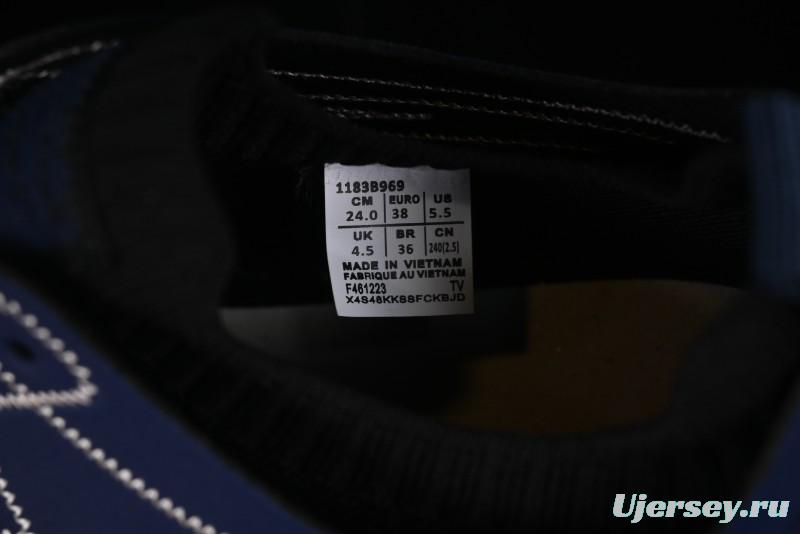 1183B969
CM EURO US
24.0 38 5.5
UK BR CN
4.5 36 240(2.5)
MADE IN VIETNAM
FABRIQUE AU VIETNAM
F461223 TV
X4S48KKS8FCKBJD
Ujersey.ru